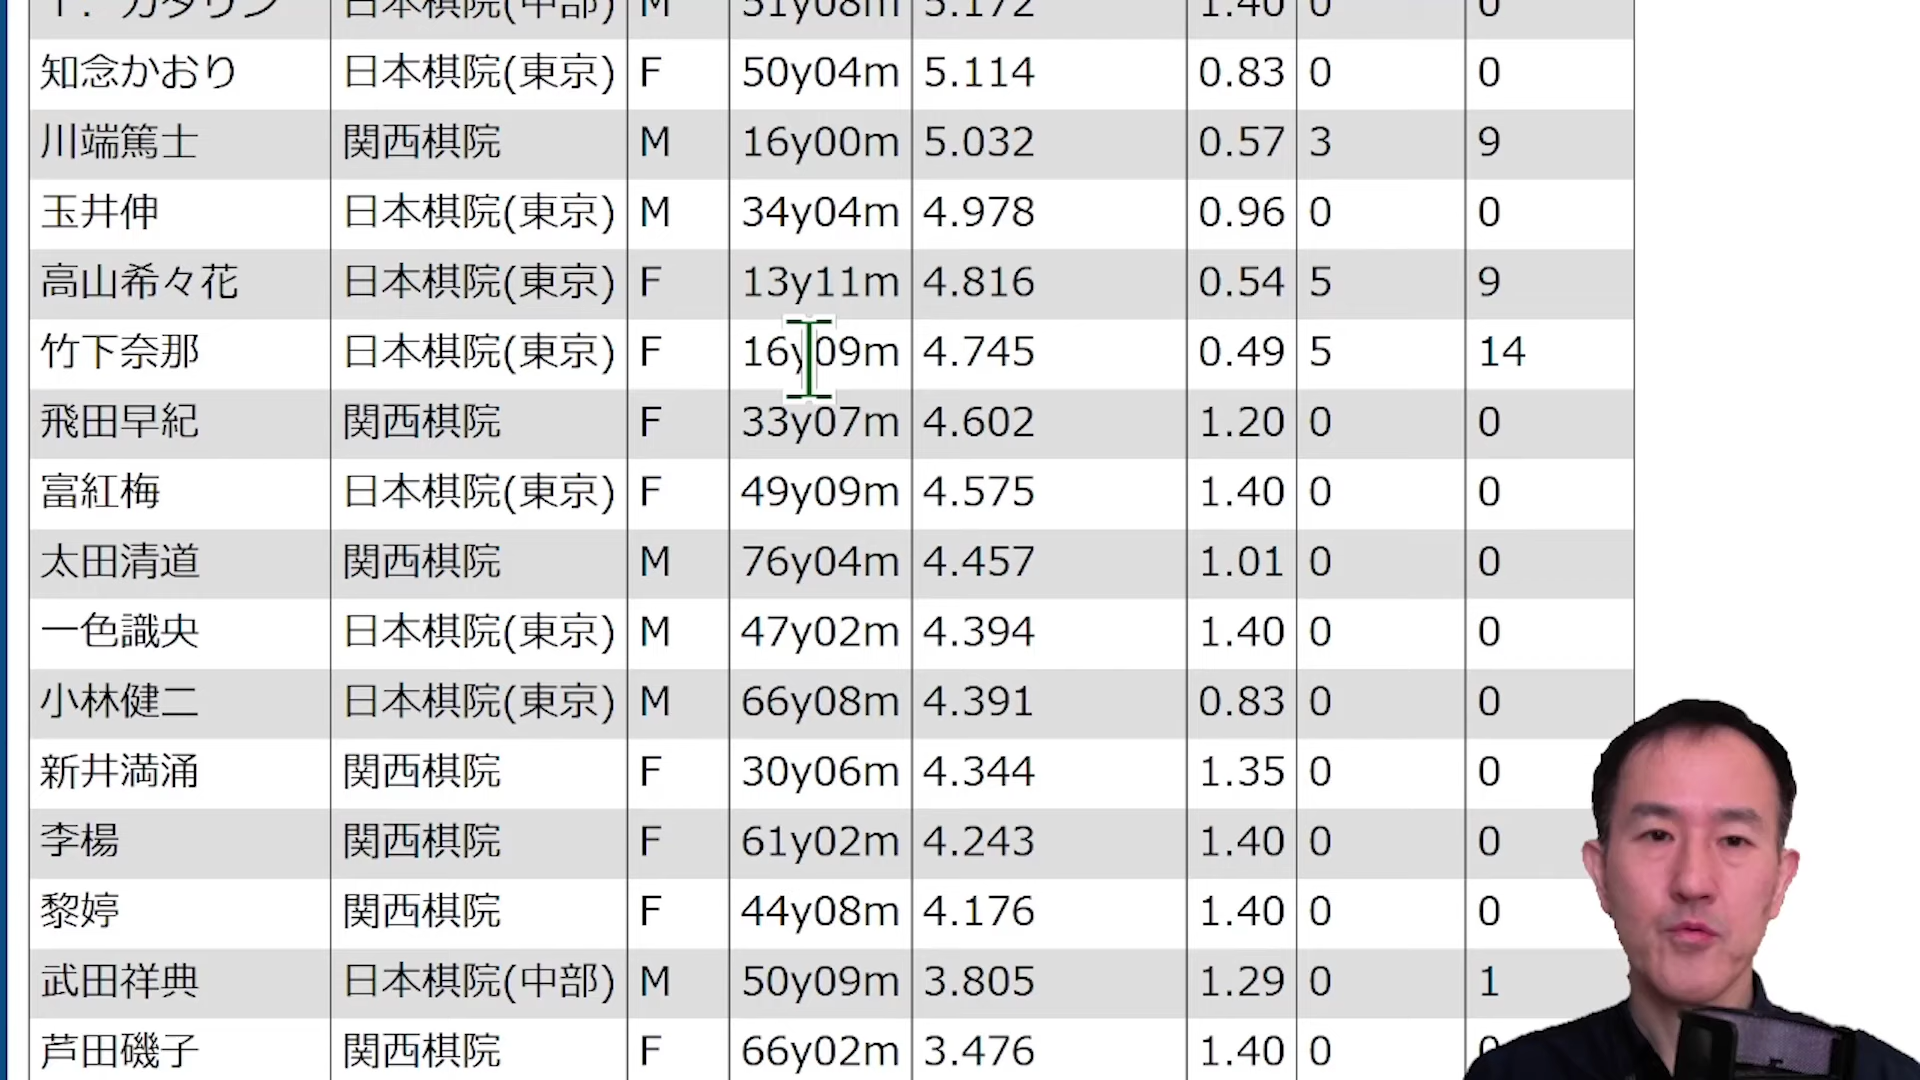 T. カタリン 日本棋院(中部) M 51y08m 5.172 1.40 0 0
知念かおり 日本棋院(東京) F 50y04m 5.114 0.83 0 0
川端篤士 関西棋院 M 16y00m 5.032 0.57 3 9
玉井伸 日本棋院(東京) M 34y04m 4.978 0.96 0 0
高山希々花 日本棋院(東京) F 13y11m 4.816 0.54 5 9
竹下奈那 日本棋院(東京) F 16y09m 4.745 0.49 5 14
飛田早紀 関西棋院 F 33y07m 4.602 1.20 0 0
富紅梅 日本棋院(東京) F 49y09m 4.575 1.40 0 0
太田清道 関西棋院 M 76y04m 4.457 1.01 0 0
一色識央 日本棋院(東京) M 47y02m 4.394 1.40 0 0
小林健二 日本棋院(東京) M 66y08m 4.391 0.83 0 0
新井満涌 関西棋院 F 30y06m 4.344 1.35 0 0
李楊 関西棋院 F 61y02m 4.243 1.40 0 0
黎婷 関西棋院 F 44y08m 4.176 1.40 0 0
武田祥典 日本棋院(中部) M 50y09m 3.805 1.29 0 1
芦田磯子 関西棋院 F 66y02m 3.476 1.40 0 0